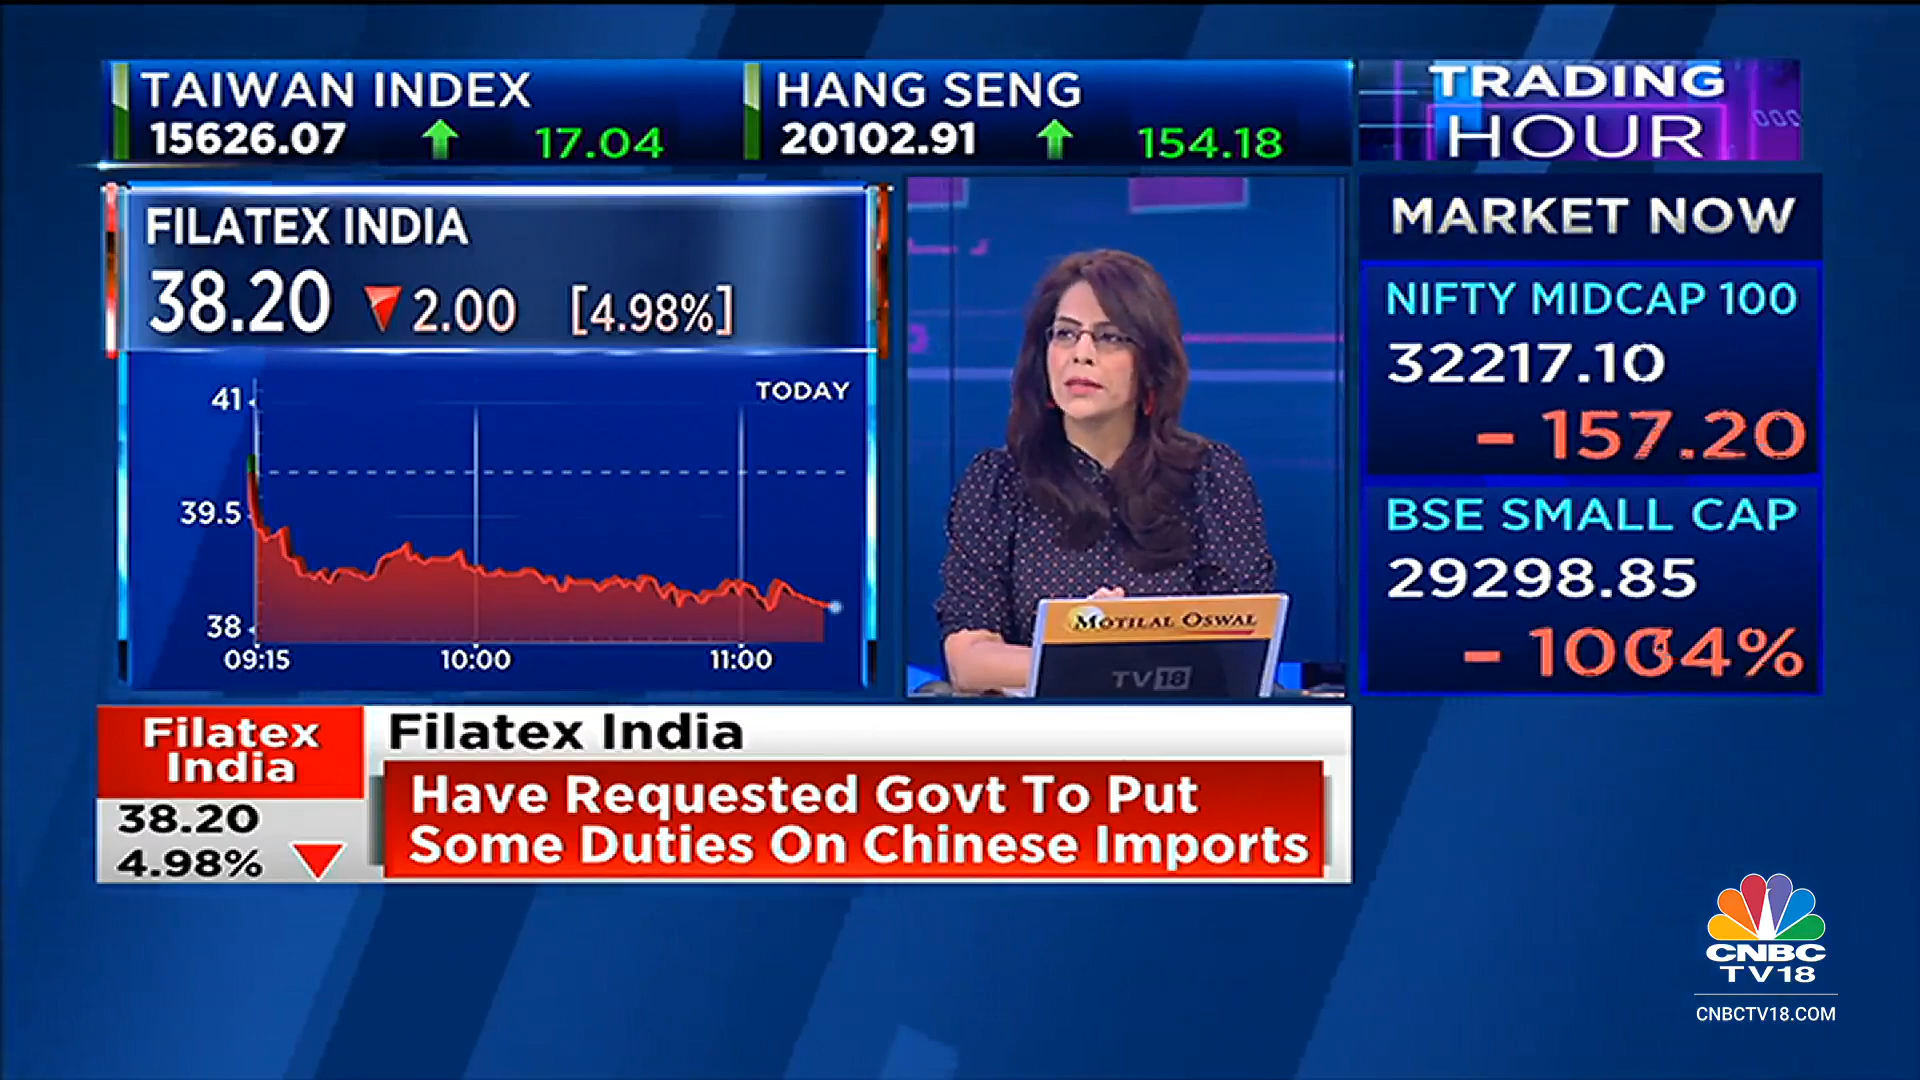 TAIWAN INDEX
15626.07 17.04
HANG SENG
20102.91 154.18
TRADING
HOUR
FILATEX INDIA
38.20 2.00 [4.98%]
TODAY
41
39.5
38
09:15 10:00 11:00
MOTILAL OSWAL
TV18
MARKET NOW
NIFTY MIDCAP 100
32217.10
- 157.20
BSE SMALL CAP
29298.85
Filatex
India
38.20
4.98%
Filatex India
Have Requested Govt To Put
Some Duties On Chinese Imports
CNBC
TV18
CNBCTV18.COM